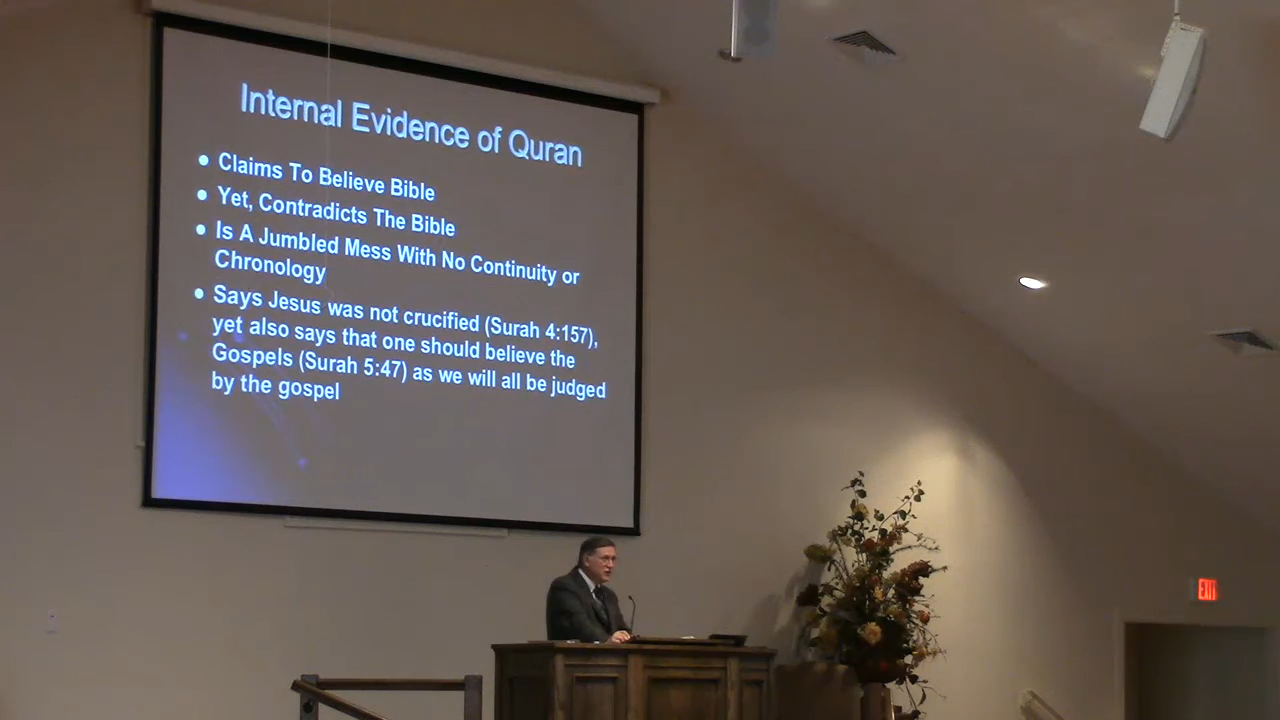 Internal Evidence of Quran
• Claims To Believe Bible
• Yet, Contradicts The Bible
• Is A Jumbled Mess With No Continuity or
Chronology
• Says Jesus was not crucified (Surah 4:157),
yet also says that one should believe the
Gospels (Surah 5:47) as we will all be judged
by the gospel
EXIT